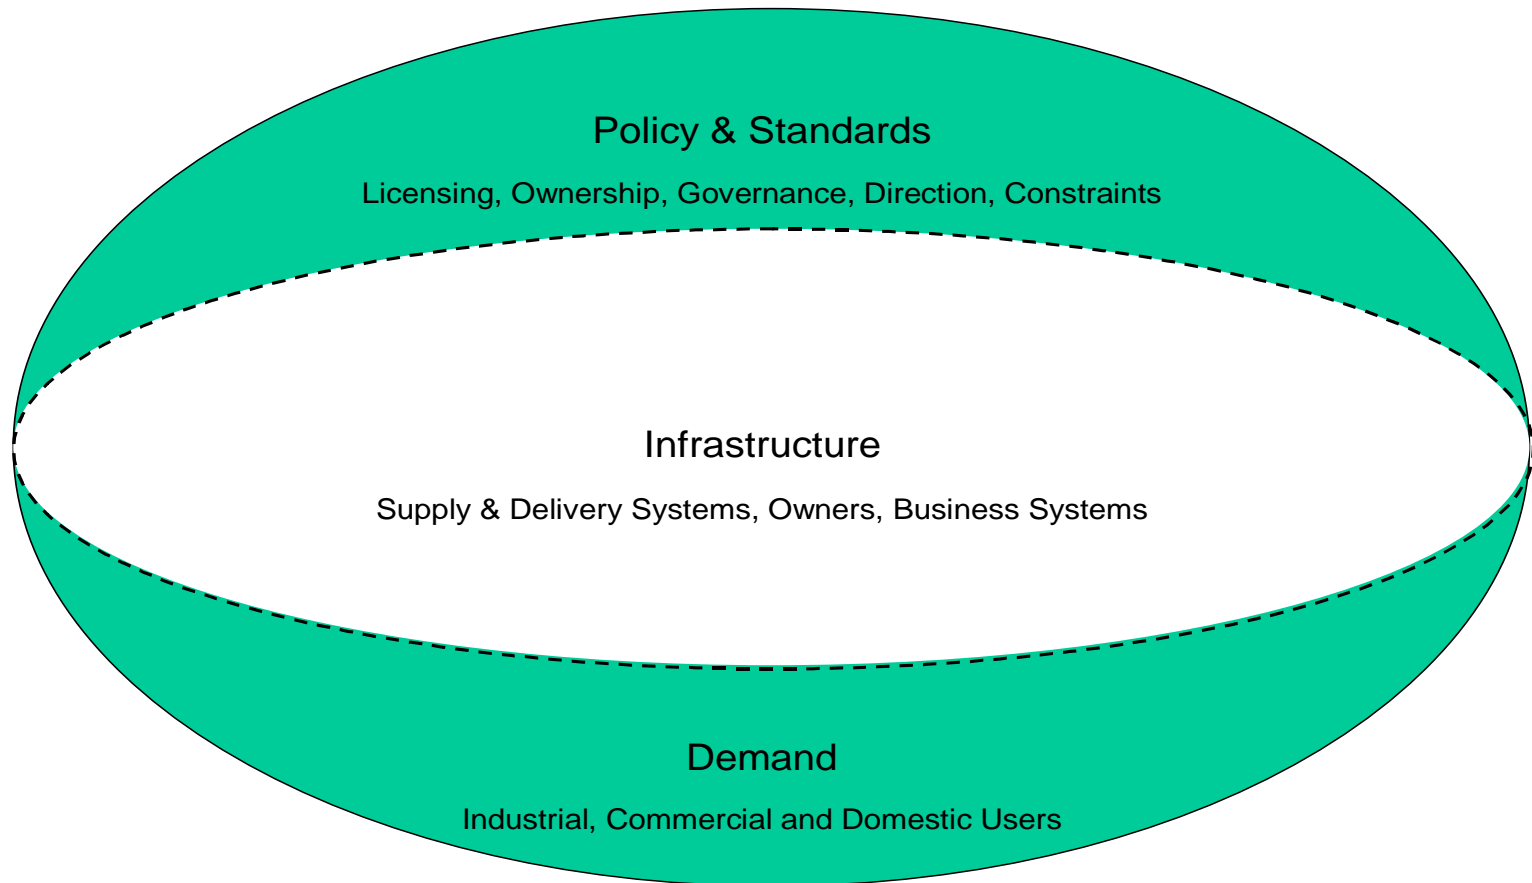 Policy & Standards
Licensing, Ownership, Governance, Direction, Constraints
Infrastructure
Supply & Delivery Systems, Owners, Business Systems
Demand
Industrial, Commercial and Domestic Users